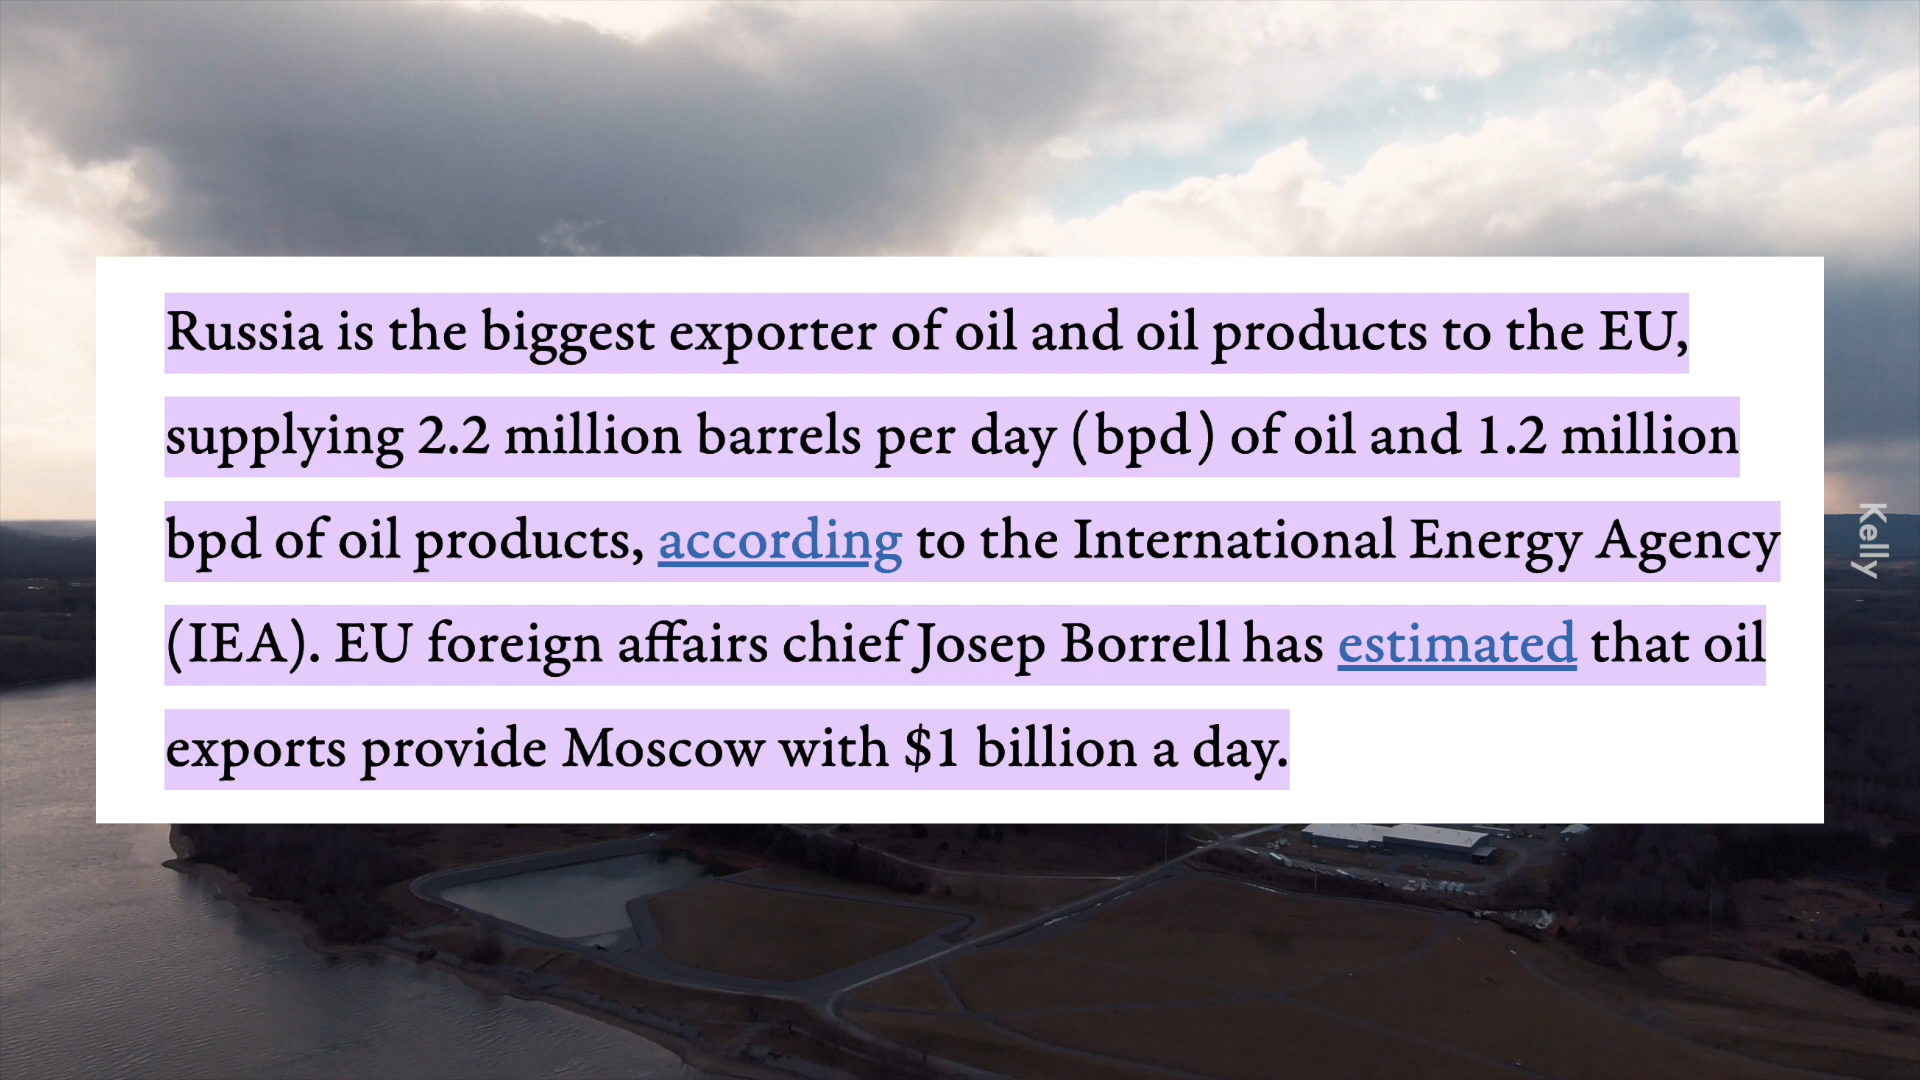 Russia is the biggest exporter of oil and oil products to the EU,
supplying 2.2 million barrels per day (bpd) of oil and 1.2 million
bpd of oil products, according to the International Energy Agency
(IEA). EU foreign affairs chief Josep Borrell has estimated that oil
exports provide Moscow with $1 billion a day.
Kelly